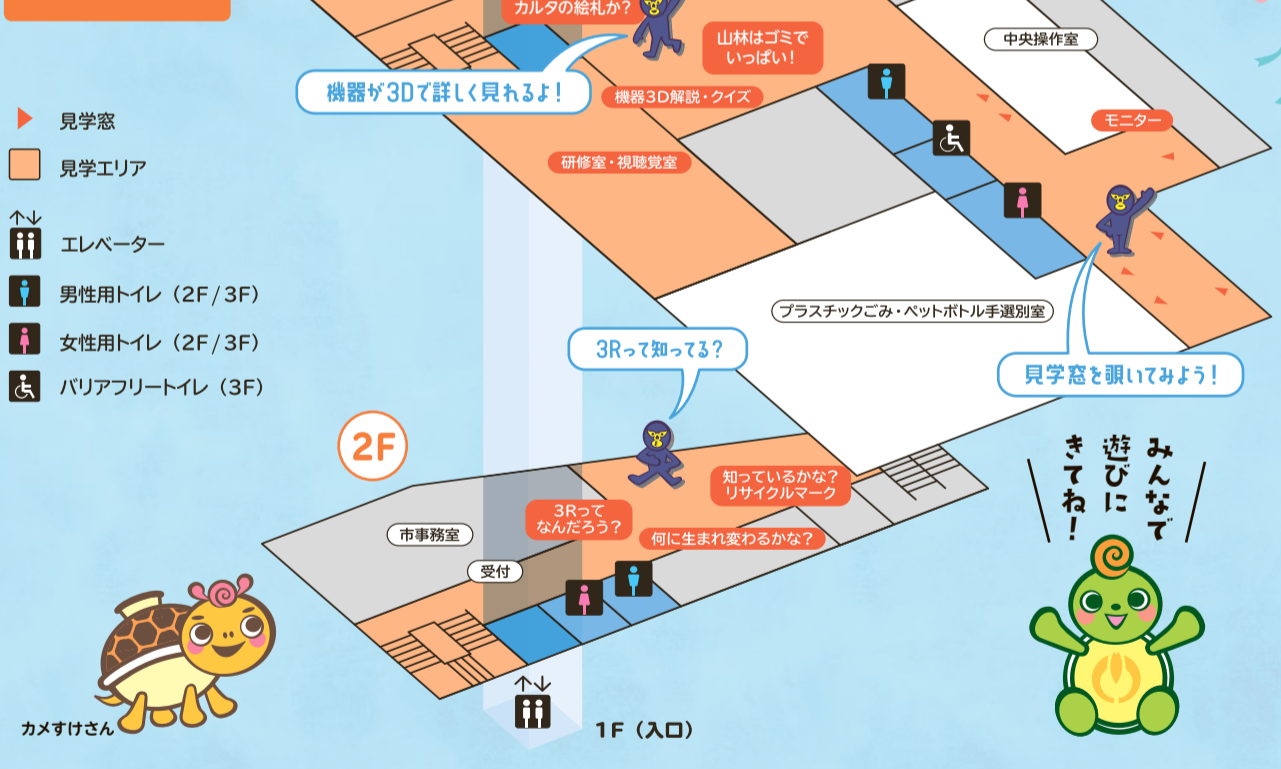 カルタの絵札か?
山林はゴミで
いっぱい!
中央操作室
機器が3Dで詳しく見れるよ!
機器3D解説・クイズ
モニター
見学窓
見学エリア
研修室・視聴覚室
エレベーター
男性用トイレ(2F/3F)
女性用トイレ(2F/3F)
バリアフリートイレ(3F)
プラスチックごみ・ペットボトル手選別室
3Rって知ってる?
見学窓を覗いてみよう!
2F
知っているかな?
リサイクルマーク
3Rって
なんだろう?
何に生まれ変わるかな?
市事務室
受付
みんなで
遊びに
きてね!
カメすけさん
1F(入口)